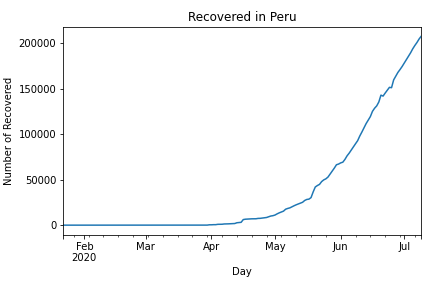 Recovered in Peru
200000
150000
100000
50000
0
Number of Recovered
Feb Mar Apr May Jun Jul
2020
Day